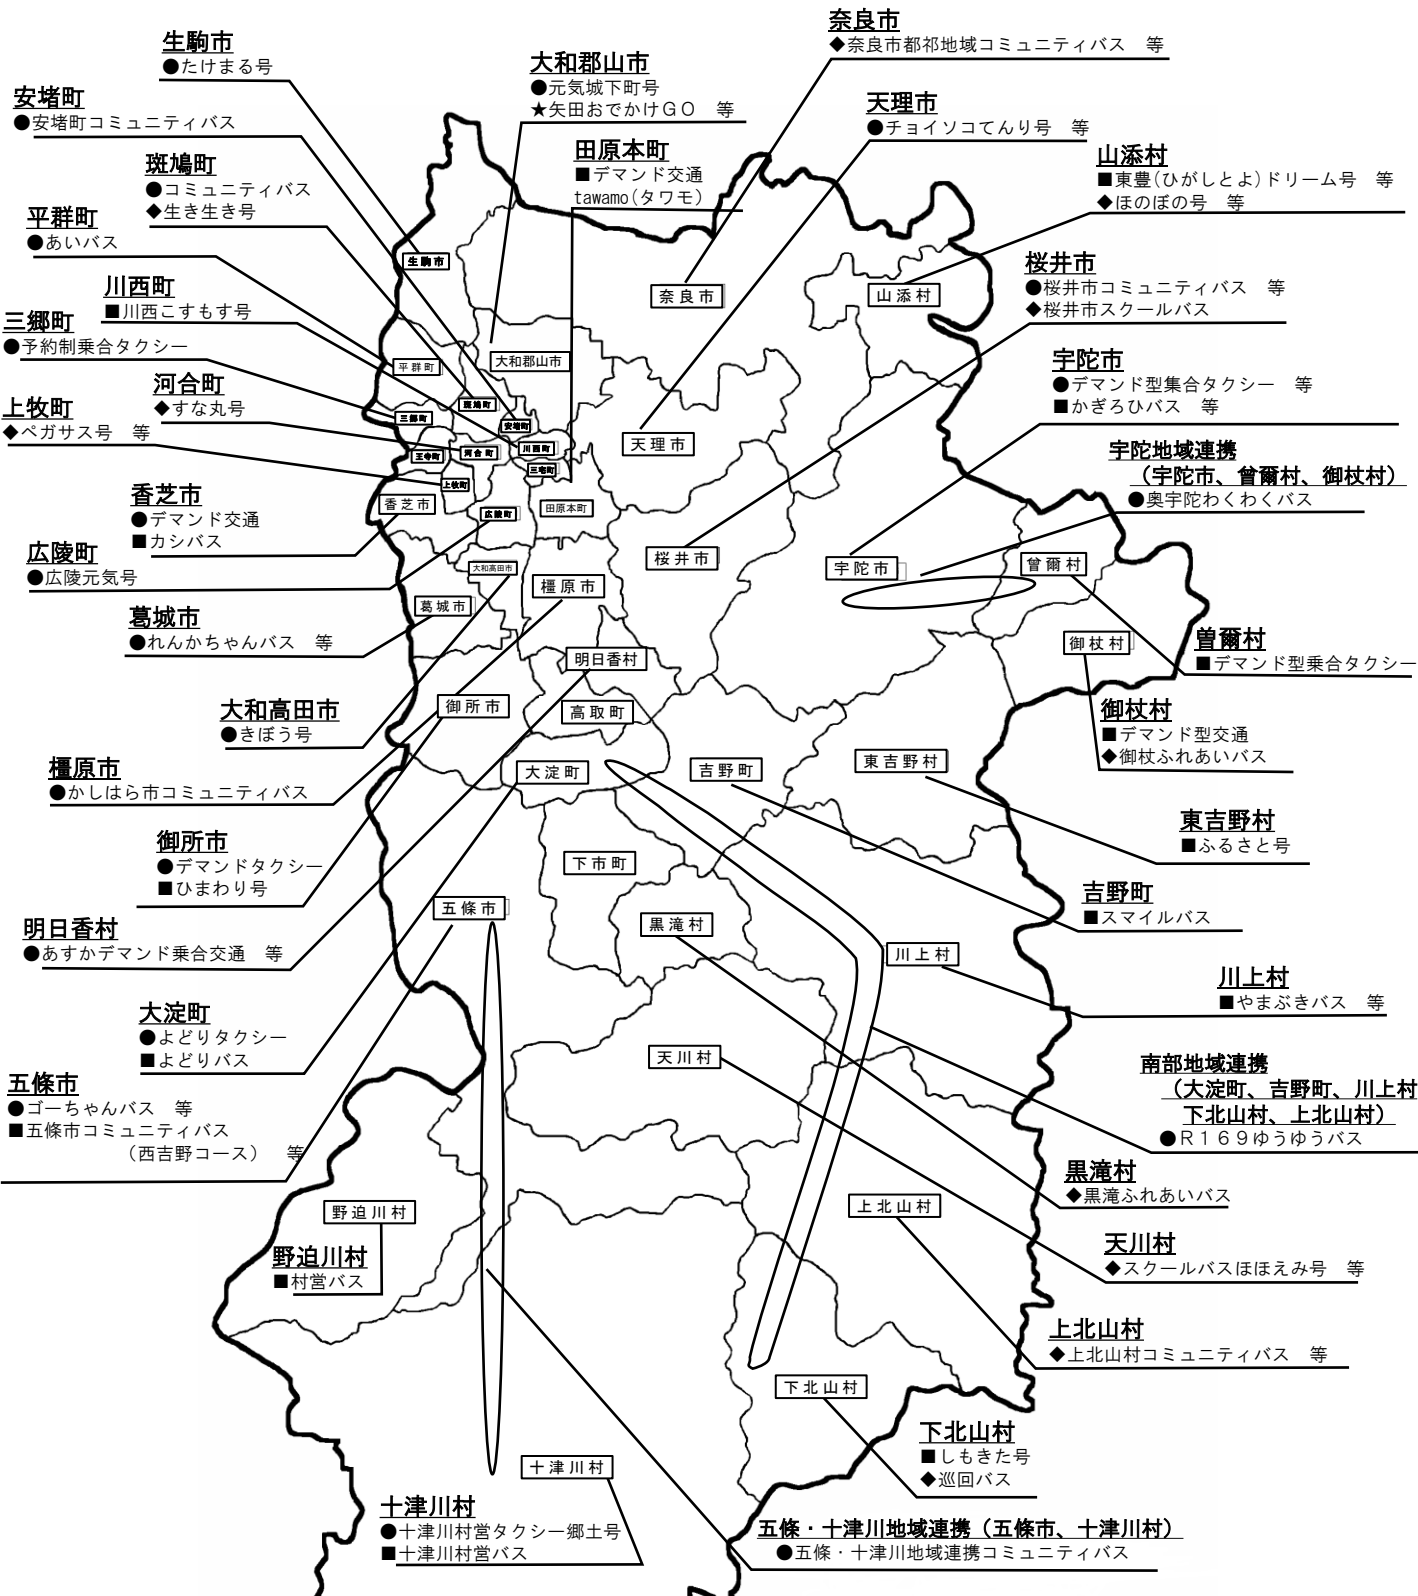 奈良市
◆奈良市都祁地域コミュニティバス　等
生駒市
●たけまる号
大和郡山市
●元気城下町号
★矢田おでかけGO　等
安堵町
●安堵町コミュニティバス
天理市
●チョイソコてんり号　等
斑鳩町
●コミュニティバス
◆生き生き号
田原本町
■デマンド交通
tawamo(タワモ)
山添村
■東豊(ひがしとよ)ドリーム号　等
◆ほのぼの号　等
平群町
●あいバス
川西町
■川西こすもす号
桜井市
●桜井市コミュニティバス　等
◆桜井市スクールバス
三郷町
●予約制乗合タクシー
河合町
◆すな丸号
宇陀市
●デマンド型集合タクシー　等
■かぎろひバス　等
上牧町
◆ペガサス号　等
宇陀地域連携
（宇陀市、曾爾村、御杖村）
●奥宇陀わくわくバス
香芝市
●デマンド交通
■カシバス
広陵町
●広陵元気号
葛城市
●れんかちゃんバス　等
曽爾村
■デマンド型乗合タクシー
大和高田市
●きぼう号
御杖村
■デマンド型交通
◆御杖ふれあいバス
橿原市
●かしはら市コミュニティバス
東吉野村
■ふるさと号
御所市
●デマンドタクシー
■ひまわり号
吉野町
■スマイルバス
明日香村
●あすかデマンド乗合交通　等
川上村
■やまぶきバス　等
大淀町
●よどりタクシー
■よどりバス
南部地域連携
（大淀町、吉野町、川上村
下北山村、上北山村）
●R169ゆうゆうバス
五條市
●ゴーちゃんバス　等
■五條市コミュニティバス
（西吉野コース）　等
黒滝村
◆黒滝ふれあいバス
天川村
◆スクールバスほほえみ号　等
野迫川村
■村営バス
上北山村
◆上北山村コミュニティバス　等
下北山村
■しもきた号
◆巡回バス
十津川村
●十津川村営タクシー郷土号
■十津川村営バス
五條・十津川地域連携（五條市、十津川村）
●五條・十津川地域連携コミュニティバス
生駒市
奈良市
山添村
平群町
大和郡山市
斑鳩町
三郷町
安堵町
天理市
王寺町
河合町
川西町
三宅町
上牧町
香芝市
広陵町
田原本町
大和高田市
橿原市
桜井市
宇陀市
曾爾村
葛城市
御杖村
明日香村
御所市
高取町
大淀町
吉野町
東吉野村
下市町
五條市
黒滝村
川上村
天川村
野迫川村
上北山村
下北山村
十津川村